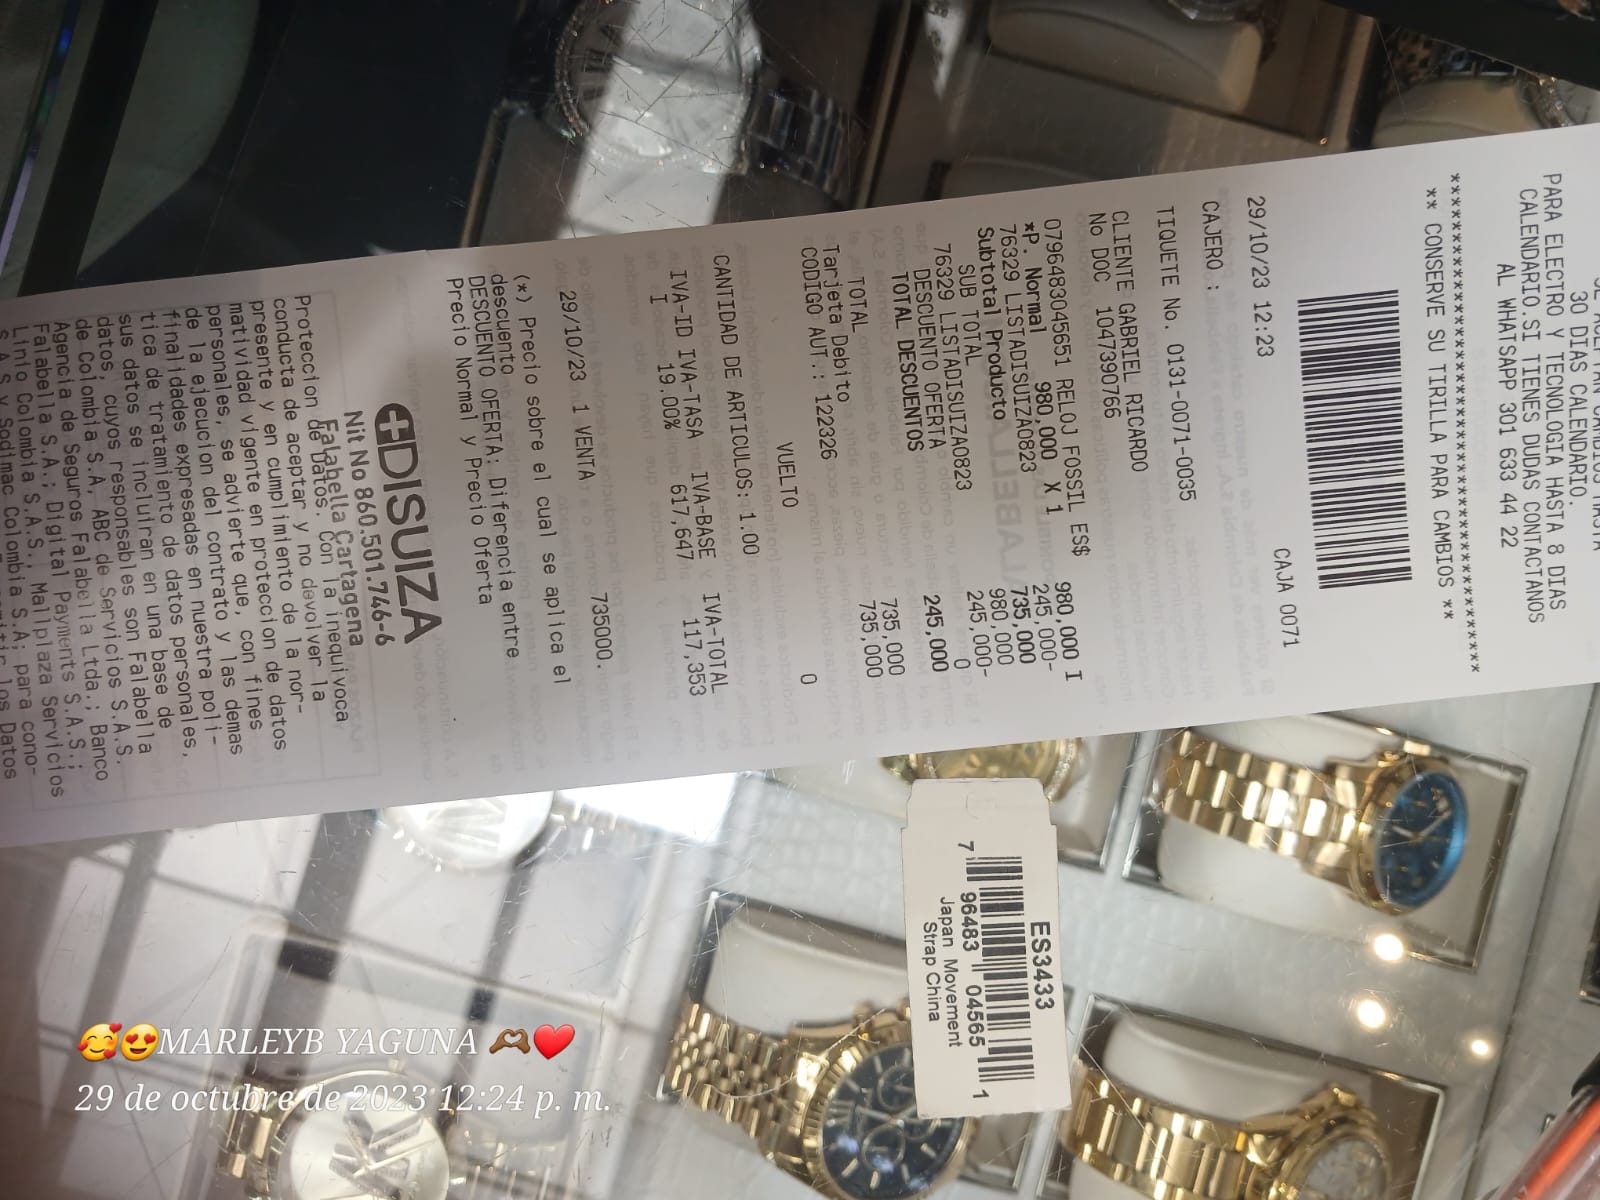 30 DIAS CALENDARIO.
PARA ELECTRO Y TECNOLOGIA HASTA 8 DIAS
CALENDARIO.SI TIENES DUDAS CONTACTANOS
AL WHATSAPP 301 633 44 22
****************************************
** CONSERVE SU TIRILLA PARA CAMBIOS **
29/10/23 12:23 CAJA 0071
CAJERO :
TIQUETE No. 0131-0071-0035
CLIENTE GABRIEL RICARDO
No DOC 1047390766
0796483045651 RELOJ FOSSIL ES$ 980,000 I
*P. Normal 980,000 X 1 245,000-
76329 LISTADISUIZA0823 735,000
Subtotal Producto 980,000
SUB TOTAL 245,000-
76329 LISTADISUIZA0823 0
DESCUENTO OFERTA
TOTAL DESCUENTOS 245,000
TOTAL 735,000
Tarjeta Debito 735,000
CODIGO AUT.: 122326
VUELTO 0
CANTIDAD DE ARTICULOS: 1.00
IVA-ID IVA-TASA IVA-BASE IVA-TOTAL
I 19.00% 617,647 117,353
29/10/23 1 VENTA 735000.
(*) Precio sobre el cual se aplica el
descuento
DESCUENTO OFERTA: Diferencia entre
Precio Normal y Precio Oferta
DISUIZA
Nit No 860.501.746-6
Falabella Cartagena
Proteccion de Datos. Con la inequivoca
conducta de aceptar y no devolver la
presente y en cumplimiento de la nor-
matividad vigente en proteccion de datos
personales, se advierte que, con fines
de la ejecucion del contrato y las demas
finalidades expresadas en nuestra poli-
tica de tratamiento de datos personales,
sus datos se incluiran en una base de
datos, cuyos responsables son Falabella
de Colombia S.A, ABC de Servicios S.A.S.
Agencia de Seguros Falabella Ltda.; Banco
Falabella S.A.; Digital Payments S.A.S.;
Linio Colombia S.A.S., Mallplaza Servicios
S.A.S y Sodimac Colombia S.A; para cono-
ES3433
7 96483 04565 1
Japan Movement
Strap China
🥰😍MARLEYB YAGUNA 🫶🏾❤️
29 de octubre de 2023 12:24 p. m.